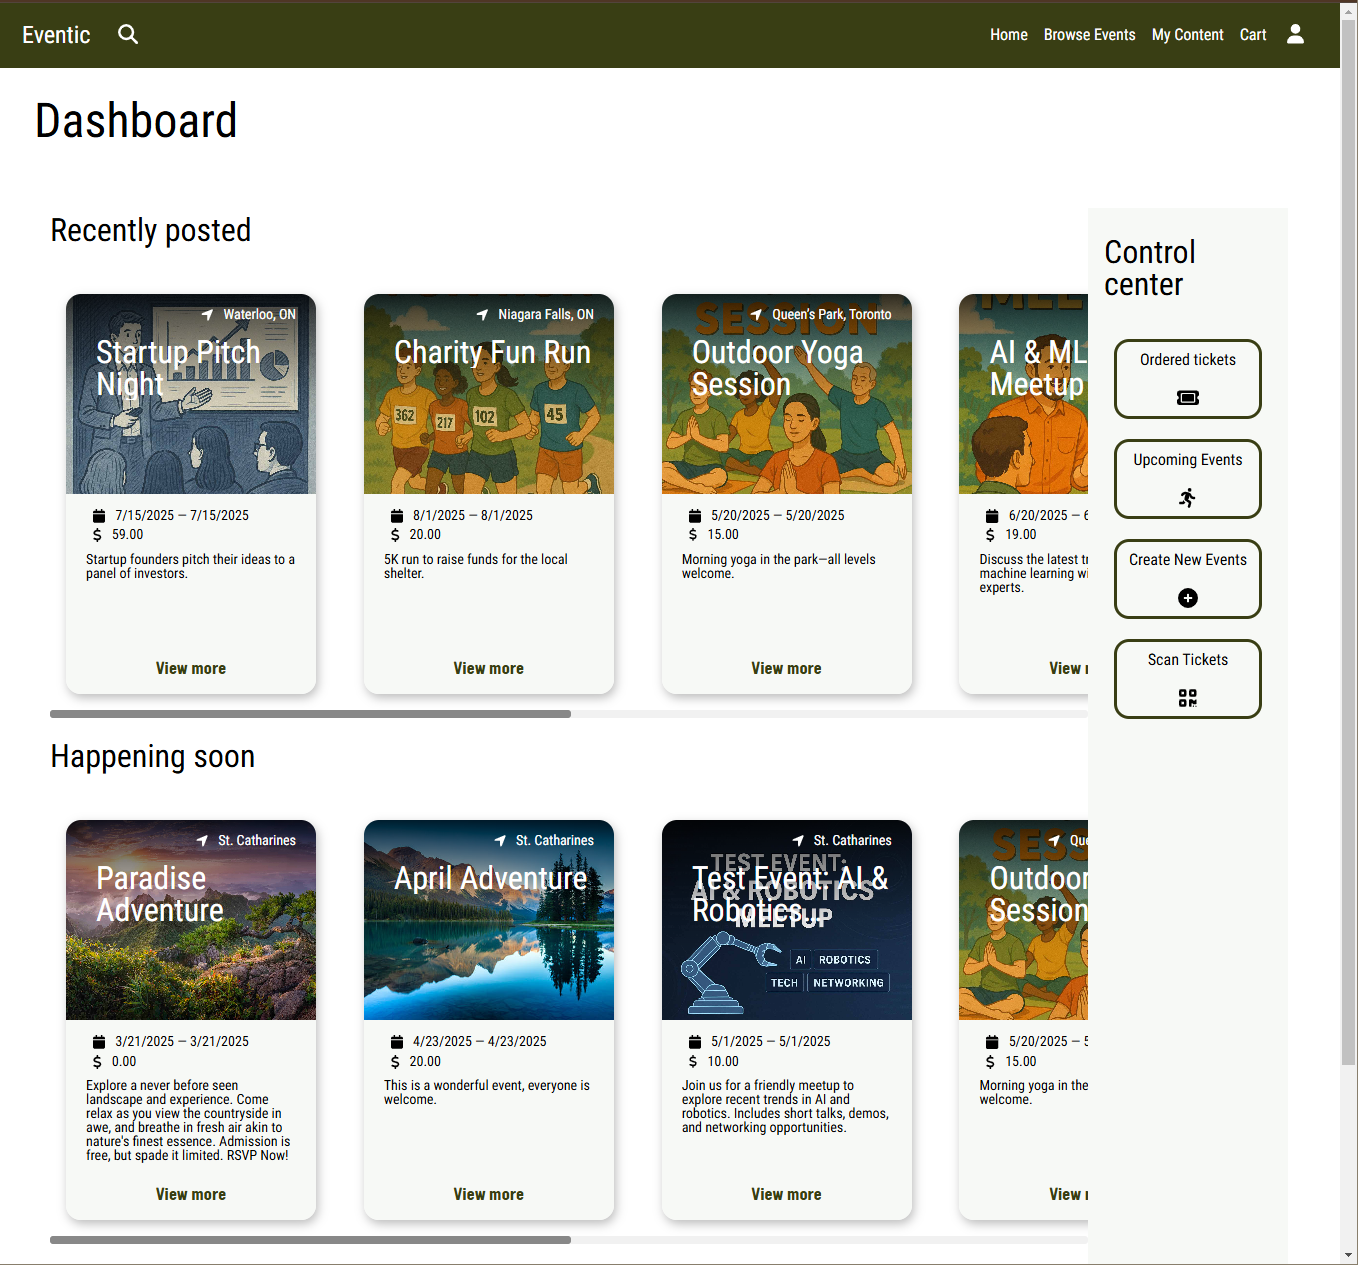 Eventic
Home Browse Events My Content Cart
Dashboard
Recently posted
Waterloo, ON
Startup Pitch
Night
7/15/2025 – 7/15/2025
59.00
Startup founders pitch their ideas to a
panel of investors.
View more
Niagara Falls, ON
Charity Fun Run
362
217
102
45
8/1/2025 – 8/1/2025
20.00
5K run to raise funds for the local
shelter.
View more
SESSION
Queen's Park, Toronto
Outdoor Yoga
Session
5/20/2025 – 5/20/2025
15.00
Morning yoga in the park—all levels
welcome.
View more
AI & ML
Meetup
6/20/2025 – 6
19.00
Discuss the latest tr
machine learning wi
experts.
View
Happening soon
St. Catharines
Paradise
Adventure
3/21/2025 – 3/21/2025
0.00
Explore a never before seen
landscape and experience. Come
relax as you view the countryside in
awe, and breathe in fresh air akin to
nature's finest essence. Admission is
free, but spade it limited. RSVP Now!
View more
St. Catharines
April Adventure
4/23/2025 – 4/23/2025
20.00
This is a wonderful event, everyone is
welcome.
View more
St. Catharines
TEST EVENT:
AI & ROBOTICS
MEETUP
Test Event: AI &
Robotics...
AI ROBOTICS
TECH NETWORKING
5/1/2025 – 5/1/2025
10.00
Join us for a friendly meetup to
explore recent trends in AI and
robotics. Includes short talks, demos,
and networking opportunities.
View more
Que
Outdoor
Session
5/20/2025 – 5
15.00
Morning yoga in the
welcome.
View
Control
center
Ordered tickets
Upcoming Events
Create New Events
Scan Tickets